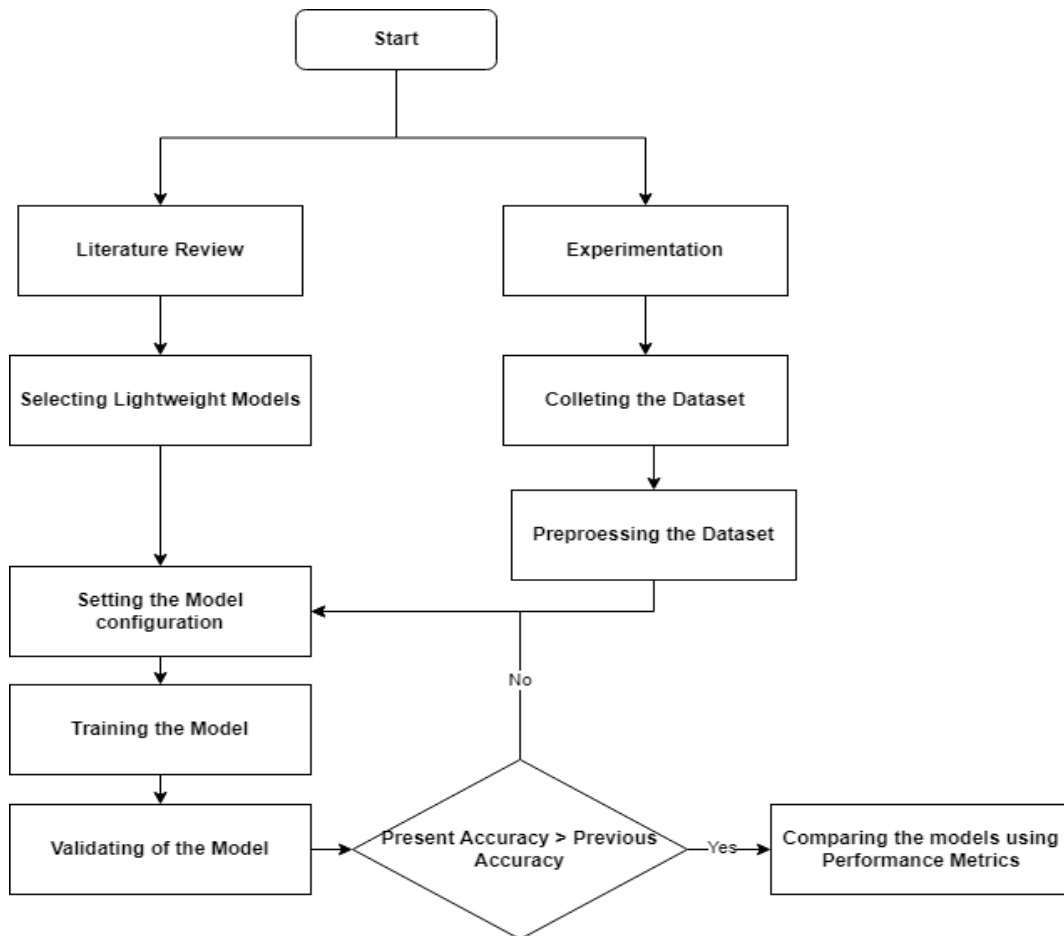 Start
Literature Review
Experimentation
Selecting Lightweight Models
Colleting the Dataset
Preproessing the Dataset
Setting the Model
configuration
No
Training the Model
Validating of the Model
Present Accuracy > Previous
Accuracy
Yes
Comparing the models using
Performance Metrics